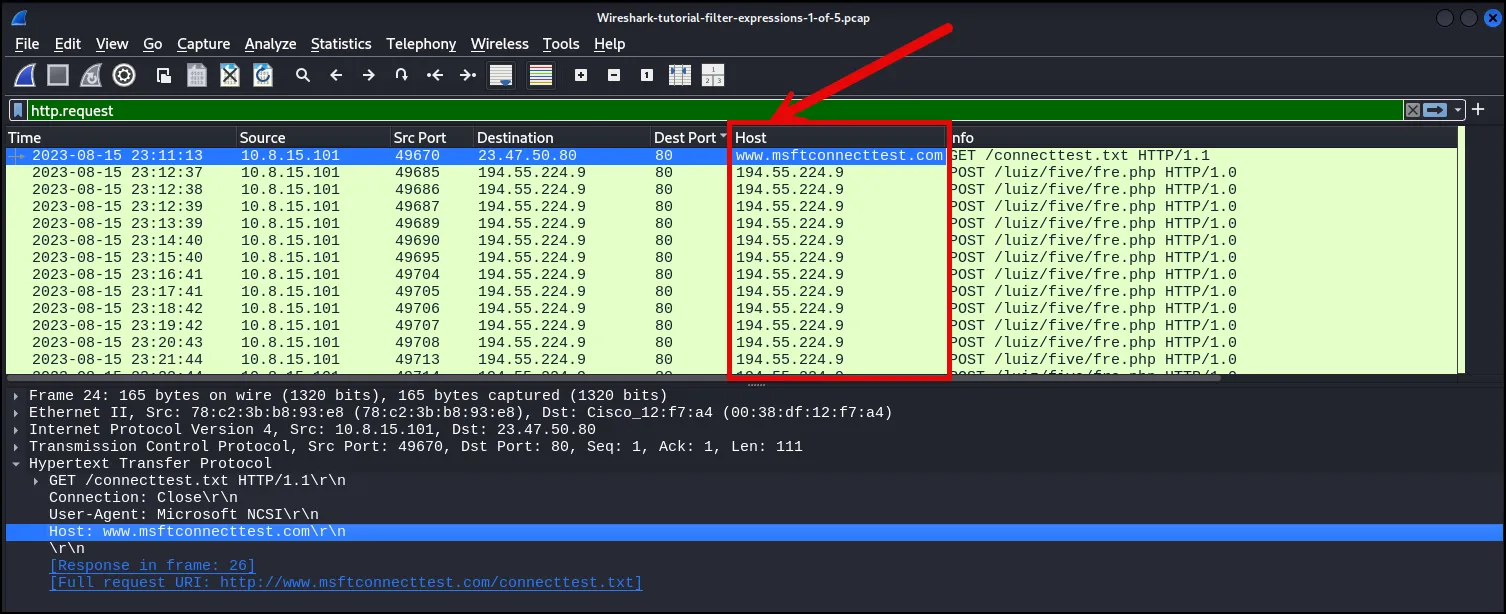 Wireshark-tutorial-filter-expressions-1-of-5.pcap
File Edit View Go Capture Analyze Statistics Telephony Wireless Tools Help
http.request
Time Source Src Port Destination Dest Port Host nfo
2023-08-15 23:11:13 10.8.15.101 49670 23.47.50.80 80 www.msftconnecttest.com GET /connecttest.txt HTTP/1.1
2023-08-15 23:12:37 10.8.15.101 49685 194.55.224.9 80 194.55.224.9 POST /luiz/five/fre.php HTTP/1.0
2023-08-15 23:12:38 10.8.15.101 49686 194.55.224.9 80 194.55.224.9 POST /luiz/five/fre.php HTTP/1.0
2023-08-15 23:12:39 10.8.15.101 49687 194.55.224.9 80 194.55.224.9 POST /luiz/five/fre.php HTTP/1.0
2023-08-15 23:13:39 10.8.15.101 49689 194.55.224.9 80 194.55.224.9 POST /luiz/five/fre.php HTTP/1.0
2023-08-15 23:14:40 10.8.15.101 49690 194.55.224.9 80 194.55.224.9 POST /luiz/five/fre.php HTTP/1.0
2023-08-15 23:15:40 10.8.15.101 49695 194.55.224.9 80 194.55.224.9 POST /luiz/five/fre.php HTTP/1.0
2023-08-15 23:16:41 10.8.15.101 49704 194.55.224.9 80 194.55.224.9 POST /luiz/five/fre.php HTTP/1.0
2023-08-15 23:17:41 10.8.15.101 49705 194.55.224.9 80 194.55.224.9 POST /luiz/five/fre.php HTTP/1.0
2023-08-15 23:18:42 10.8.15.101 49706 194.55.224.9 80 194.55.224.9 POST /luiz/five/fre.php HTTP/1.0
2023-08-15 23:19:42 10.8.15.101 49707 194.55.224.9 80 194.55.224.9 POST /luiz/five/fre.php HTTP/1.0
2023-08-15 23:20:43 10.8.15.101 49708 194.55.224.9 80 194.55.224.9 POST /luiz/five/fre.php HTTP/1.0
2023-08-15 23:21:44 10.8.15.101 49713 194.55.224.9 80 194.55.224.9 POST /luiz/five/fre.php HTTP/1.0
Frame 24: 165 bytes on wire (1320 bits), 165 bytes captured (1320 bits)
Ethernet II, Src: 78:c2:3b:b8:93:e8 (78:c2:3b:b8:93:e8), Dst: Cisco_12:f7:a4 (00:38:df:12:f7:a4)
Internet Protocol Version 4, Src: 10.8.15.101, Dst: 23.47.50.80
Transmission Control Protocol, Src Port: 49670, Dst Port: 80, Seq: 1, Ack: 1, Len: 111
Hypertext Transfer Protocol
GET /connecttest.txt HTTP/1.1\r\n
Connection: Close\r\n
User-Agent: Microsoft NCSI\r\n
Host: www.msftconnecttest.com\r\n
\r\n
[Response in frame: 26]
[Full request URI: http://www.msftconnecttest.com/connecttest.txt]